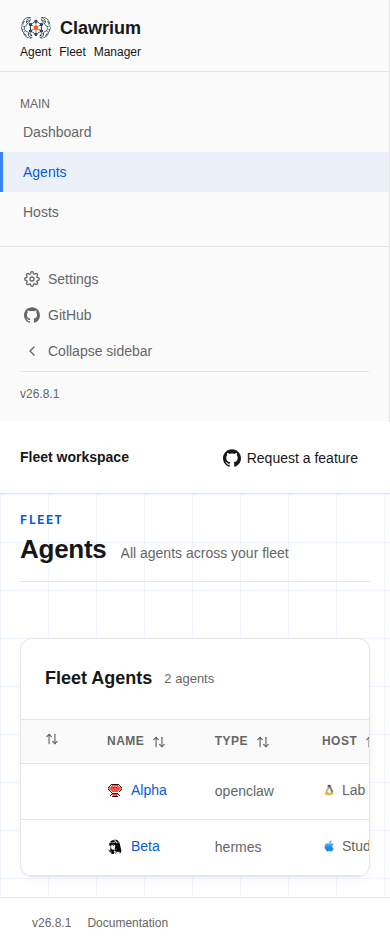 Clawrium
Agent Fleet Manager
MAIN
Dashboard
Agents
Hosts
Settings
GitHub
Collapse sidebar
v26.8.1
Fleet workspace
Request a feature
FLEET
Agents All agents across your fleet
Fleet Agents 2 agents
NAME TYPE HOST
Alpha openclaw Lab
Beta hermes Stud
v26.8.1 Documentation